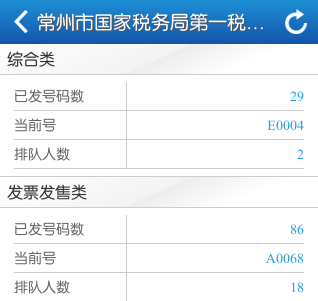 常州市国家税务局第一税...
综合类
已发号码数 29
当前号 E0004
排队人数 2
发票发售类
已发号码数 86
当前号 A0068
排队人数 18